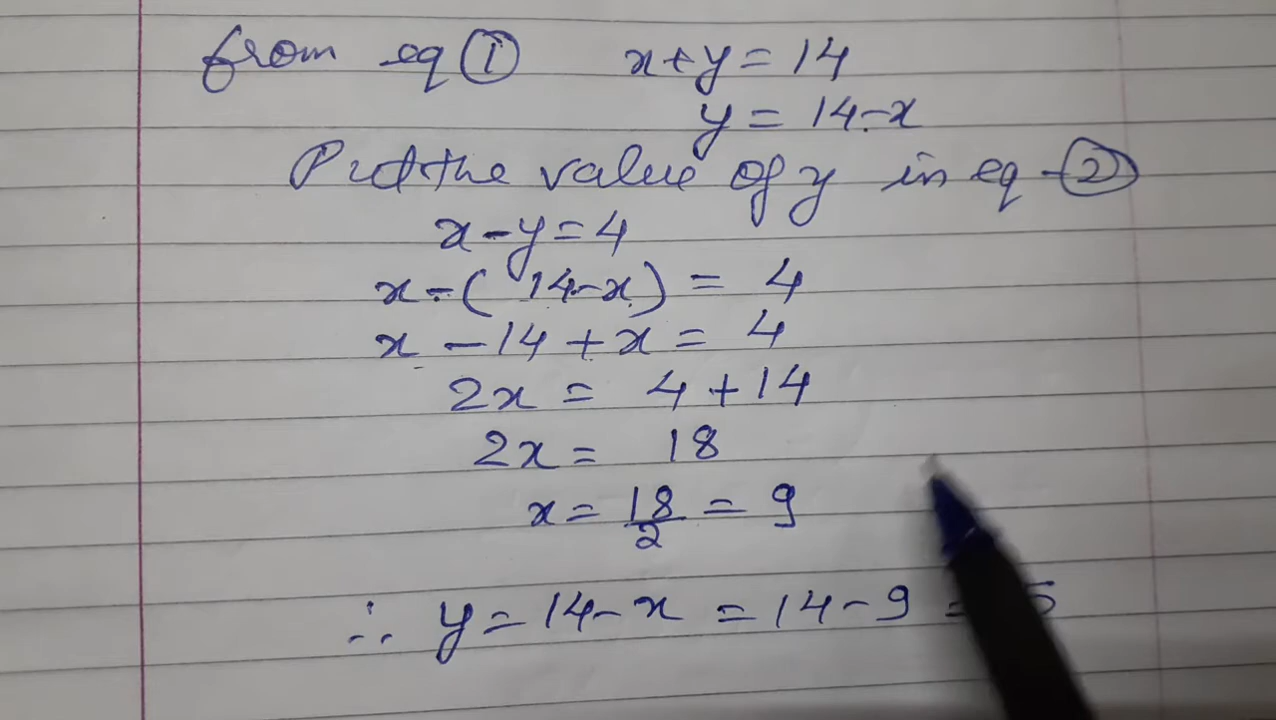 from eq ① x+y = 14
y = 14-x
Put the value of y in eq -②
x-y=4
x-( 14-x) = 4
x -14 +x = 4
2x = 4 +14
2x = 18
x = 18/2 = 9
∴ y = 14-x = 14-9 = 5